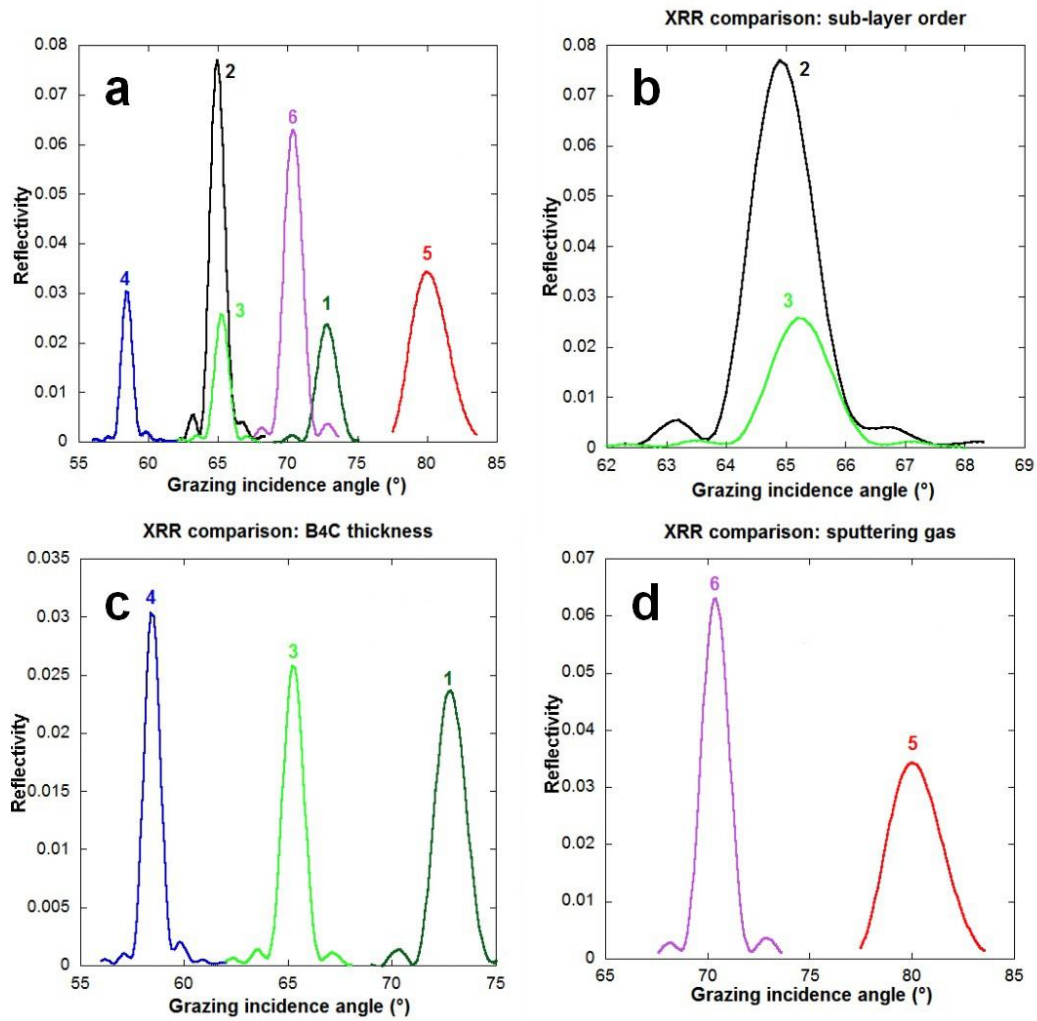 a
0.08
0.07
0.06
0.05
0.04
0.03
0.02
0.01
0
Reflectivity
2
6
5
4
3
1
55 60 65 70 75 80 85
Grazing incidence angle (°)
XRR comparison: sub-layer order
b
0.08
0.07
0.06
0.05
0.04
0.03
0.02
0.01
0
Reflectivity
2
3
62 63 64 65 66 67 68 69
Grazing incidence angle (°)
XRR comparison: B4C thickness
c
0.035
0.03
0.025
0.02
0.015
0.01
0.005
0
Reflectivity
4
3
1
55 60 65 70 75
Grazing incidence angle (°)
XRR comparison: sputtering gas
d
0.07
0.06
0.05
0.04
0.03
0.02
0.01
0
Reflectivity
6
5
65 70 75 80 85
Grazing incidence angle (°)